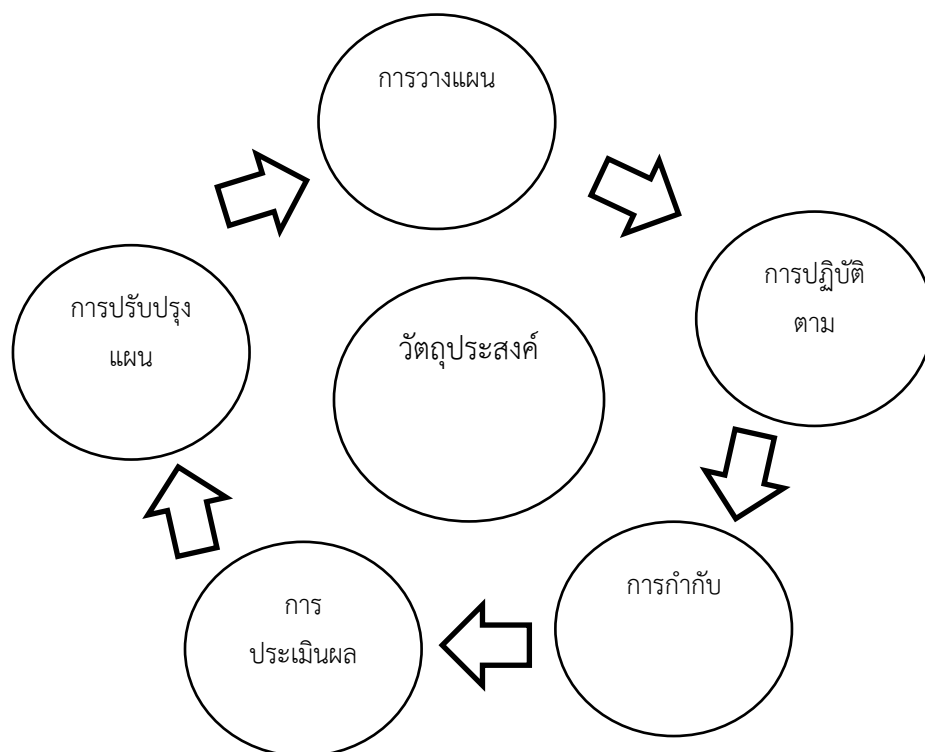 การวางแผน
การปฏิบัติ
ตาม
การปรับปรุง
แผน
วัตถุประสงค์
การกำกับ
การ
ประเมินผล